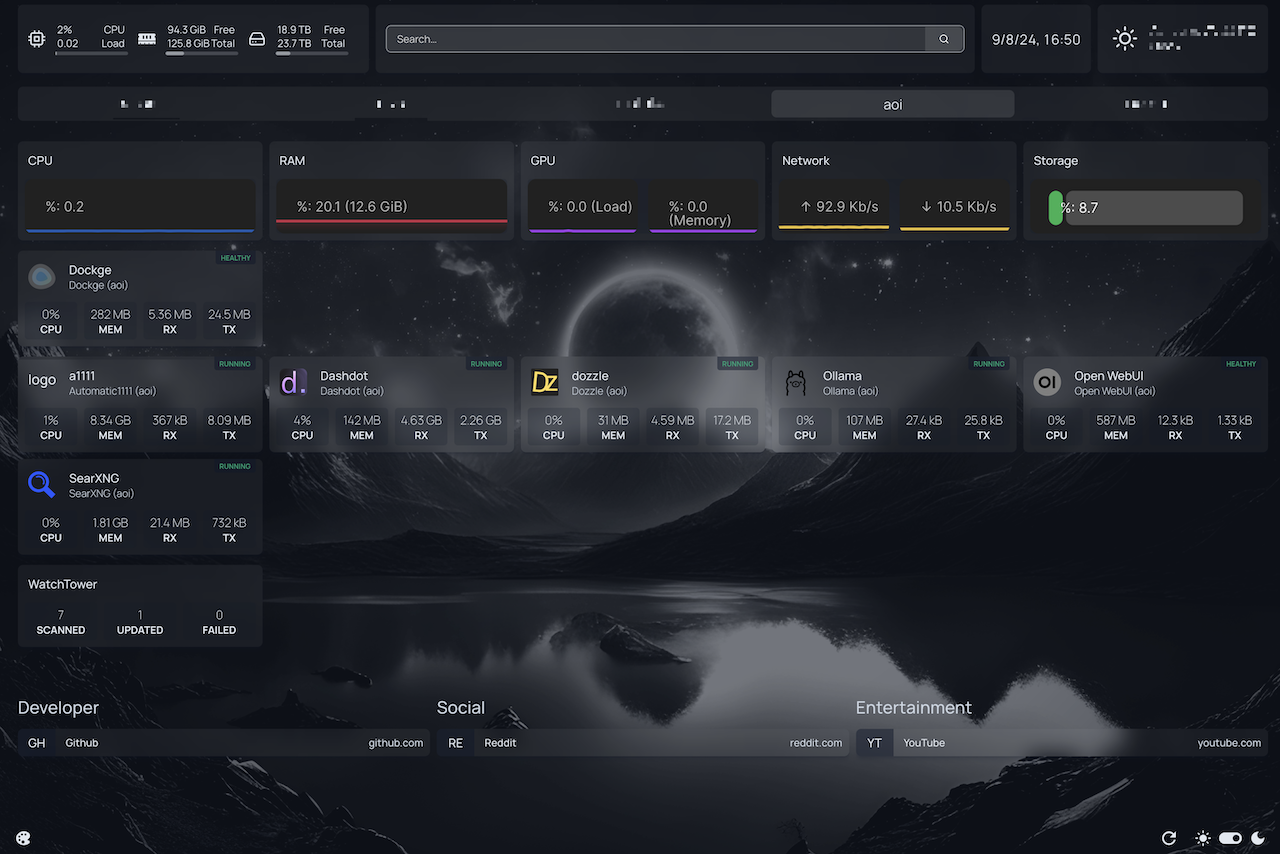 2% CPU
0.02 Load
94.3 GiB Free
125.8 GiB Total
18.9 TB Free
23.7 TB Total
Search...
9/8/24, 16:50
aoi
CPU
%: 0.2
RAM
%: 20.1 (12.6 GiB)
GPU
%: 0.0 (Load)
%: 0.0
(Memory)
Network
↑ 92.9 Kb/s
↓ 10.5 Kb/s
Storage
%: 8.7
HEALTHY
Dockge
Dockge (aoi)
0% 282 MB 5.36 MB 24.5 MB
CPU MEM RX TX
RUNNING
logo
a1111
Automatic1111 (aoi)
1% 8.34 GB 367 kB 8.09 MB
CPU MEM RX TX
RUNNING
d.
Dashdot
Dashdot (aoi)
4% 142 MB 4.63 GB 2.26 GB
CPU MEM RX TX
RUNNING
DZ
dozzle
Dozzle (aoi)
0% 31 MB 4.59 MB 17.2 MB
CPU MEM RX TX
RUNNING
Ollama
Ollama (aoi)
0% 107 MB 27.4 kB 25.8 kB
CPU MEM RX TX
HEALTHY
OI
Open WebUI
Open WebUI (aoi)
0% 587 MB 12.3 kB 1.33 kB
CPU MEM RX TX
RUNNING
SearXNG
SearXNG (aoi)
0% 1.81 GB 21.4 MB 732 kB
CPU MEM RX TX
WatchTower
7 1 0
SCANNED UPDATED FAILED
Developer
GH Github github.com
Social
RE Reddit reddit.com
Entertainment
YT YouTube youtube.com